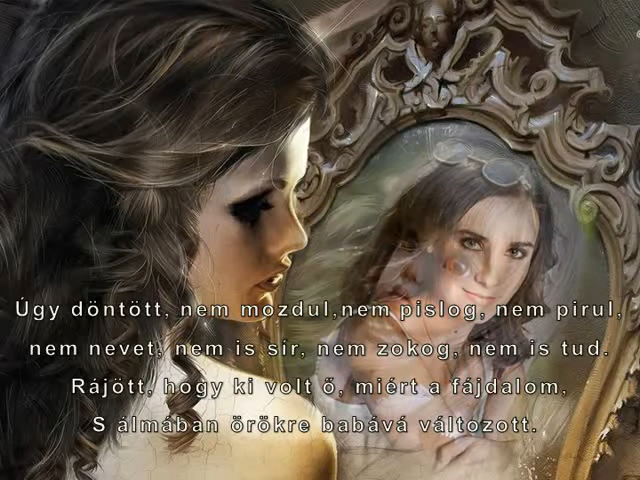 Úgy döntött, nem mozdul,nem pislog, nem pirul,
nem nevet, nem is sír, nem zokog, nem is tud.
Rájött, hogy ki volt ő, miért a fájdalom,
S álmában örökre babává változott.